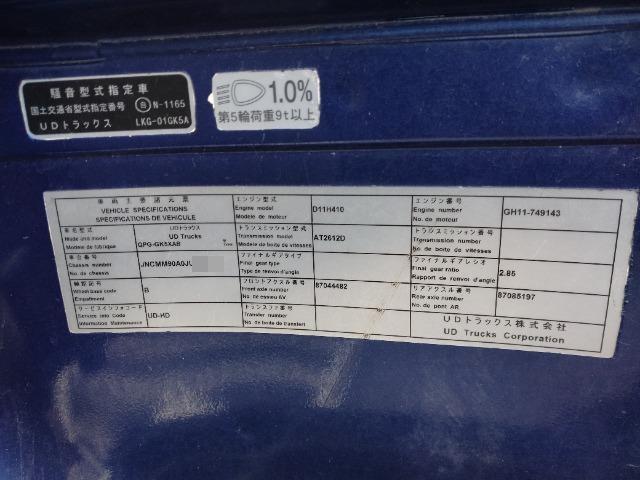 騒音型式指定車
国土交通省型式指定番号 自 N-1165
UDトラックス LKG-01GK5A
1.0%
第5輪荷重9t以上
車両主要諸元票
VEHICLE SPECIFICATIONS
SPECIFICATIONS DE VEHICULE
エンジン型式
Engine model
Modele de moteur
D11H410
エンジン番号
Engine number
No. de moteur
GH11-749143
車名型式
Mode unit model
Modele de fabrique
UDトラックス
UD Trucks
QPG-GK5XAB
トランスミッション型式
Transmission model
Modele de boite de vitesses
AT2612D
トランスミッション番号
Transmission number
No. de boite de vitesses
車台番号
Chassis number
No. de chassis
JNCMM90A0JU
ファイナルギアタイプ
Final gear type
Type de renvoi d'angle
ファイナルギアレシオ
Final gear ratio
Rapport de renvoi d'angle
2.85
軸距記号
Wheel base code
Empattement
B
フロントアクスル番号
Front axle number
No de essieu AV
87044482
リアアクスル番号
Rear axle number
No. de pont AR
87085197
サービスインフォコード
Service info Code
Information Maintenance
UD-HD
トランスファ番号
Transfer number
No de boite de transfert
UDトラックス株式会社
UD Trucks Corporation